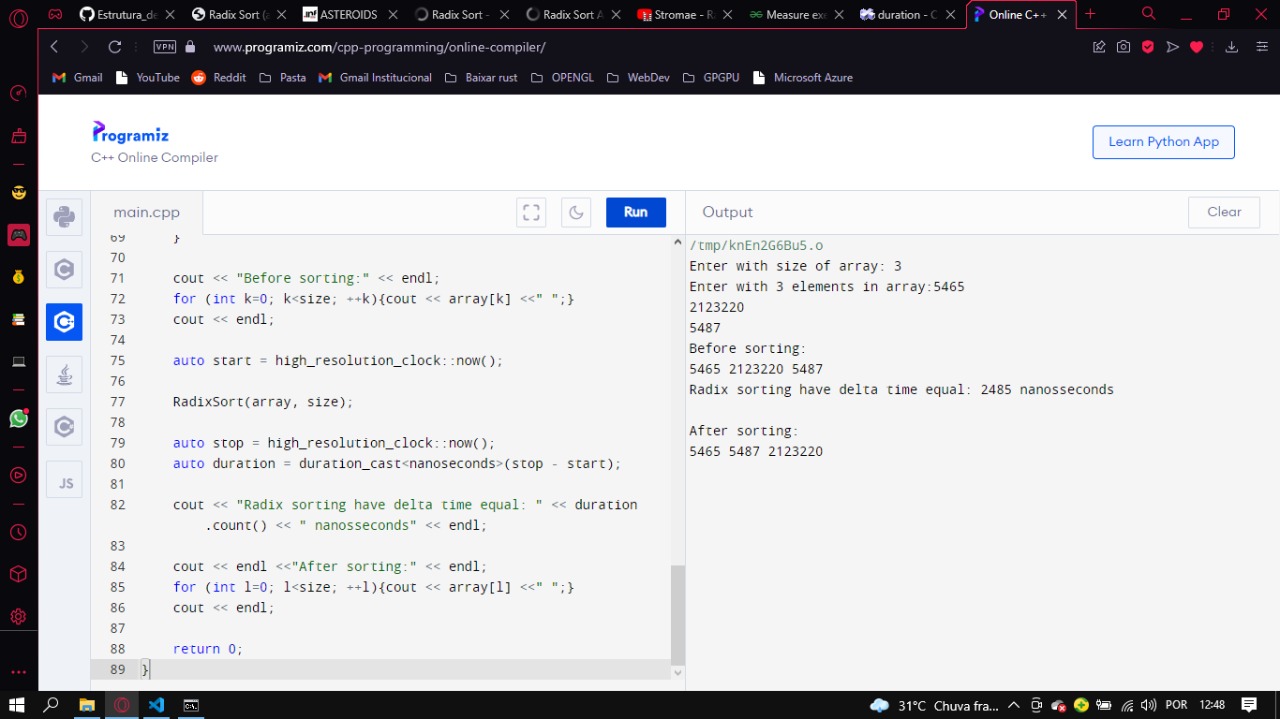 Estrutura_de
Radix Sort (a
ASTEROIDS
Radix Sort -
Radix Sort A
Stromae - R
Measure exe
duration - C
Online C++
VPN
www.programiz.com/cpp-programming/online-compiler/
Gmail
YouTube
Reddit
Pasta
Gmail Institucional
Baixar rust
OPENGL
WebDev
GPGPU
Microsoft Azure
Programiz
C++ Online Compiler
Learn Python App
main.cpp
Run
Output
Clear
JS
69 }
70
71 cout << "Before sorting:" << endl;
72 for (int k=0; k<size; ++k){cout << array[k] <<" ";}
73 cout << endl;
74
75 auto start = high_resolution_clock::now();
76
77 RadixSort(array, size);
78
79 auto stop = high_resolution_clock::now();
80 auto duration = duration_cast<nanoseconds>(stop - start);
81
82 cout << "Radix sorting have delta time equal: " << duration
.count() << " nanosseconds" << endl;
83
84 cout << endl <<"After sorting:" << endl;
85 for (int l=0; l<size; ++l){cout << array[l] <<" ";}
86 cout << endl;
87
88 return 0;
89 }
/tmp/knEn2G6Bu5.o
Enter with size of array: 3
Enter with 3 elements in array:5465
2123220
5487
Before sorting:
5465 2123220 5487
Radix sorting have delta time equal: 2485 nanosseconds
After sorting:
5465 5487 2123220
31°C Chuva fra...
POR
12:48